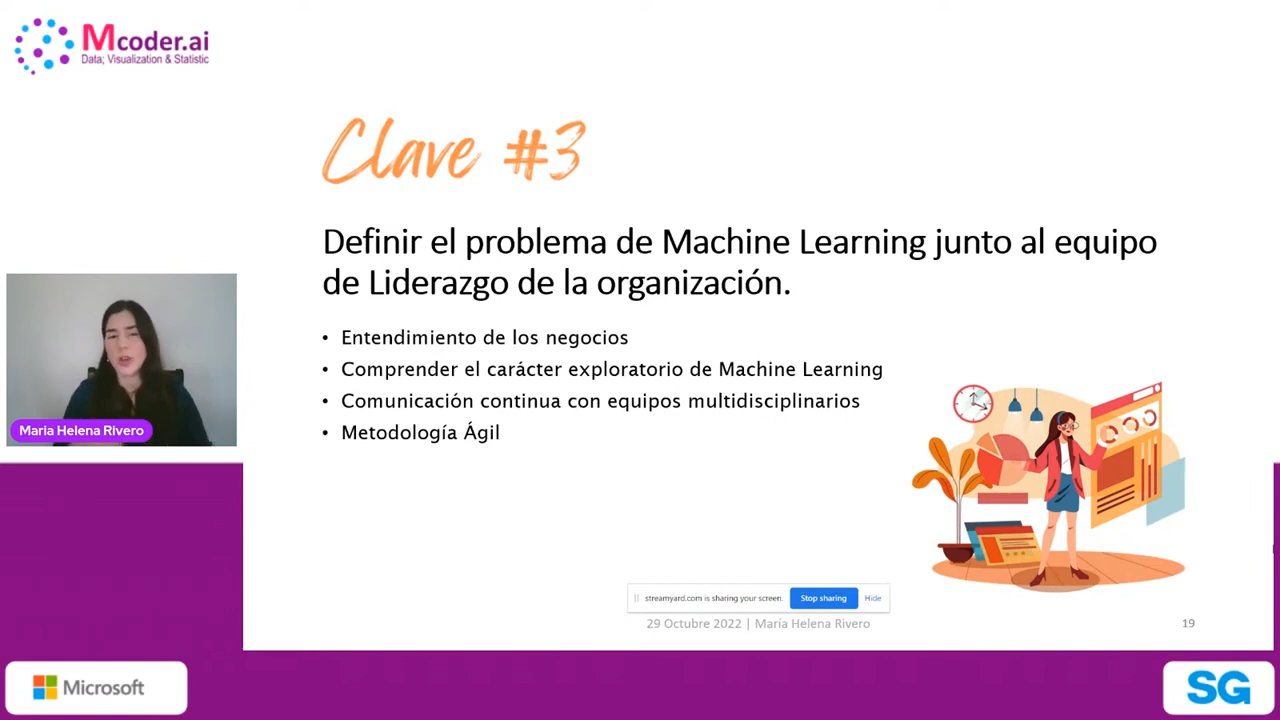 Mcoder.ai
Data; Visualization & Statistic
Clave #3
Definir el problema de Machine Learning junto al equipo
de Liderazgo de la organización.
• Entendimiento de los negocios
• Comprender el carácter exploratorio de Machine Learning
• Comunicación continua con equipos multidisciplinarios
• Metodología Ágil
Maria Helena Rivero
streamyard.com is sharing your screen. Stop sharing Hide
29 Octubre 2022 | María Helena Rivero
19
Microsoft
SG